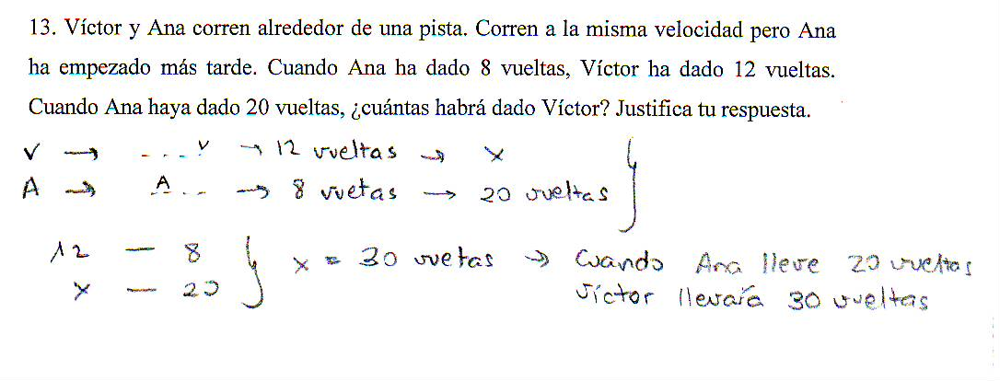 13. Víctor y Ana corren alrededor de una pista. Corren a la misma velocidad pero Ana
ha empezado más tarde. Cuando Ana ha dado 8 vueltas, Víctor ha dado 12 vueltas.
Cuando Ana haya dado 20 vueltas, ¿cuántas habrá dado Víctor? Justifica tu respuesta.
V → - - - - V → 12 vueltas → x
A → - A - - → 8 vuetas → 20 vueltas }
12 — 8
x — 20 } x = 30 vuetas → Cuando Ana lleve 20 vueltas
Víctor llevaría 30 vueltas